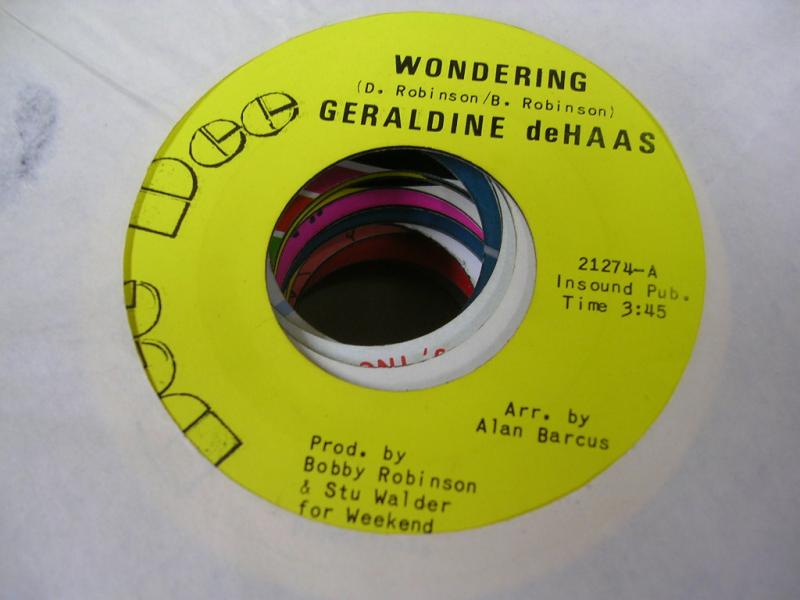 WONDERING
(D. Robinson/B. Robinson)
GERALDINE deHAAS
21274-A
Insound Pub.
Time 3:45
Arr. by
Alan Barcus
Prod. by
Bobby Robinson
& Stu Walder
for Weekend